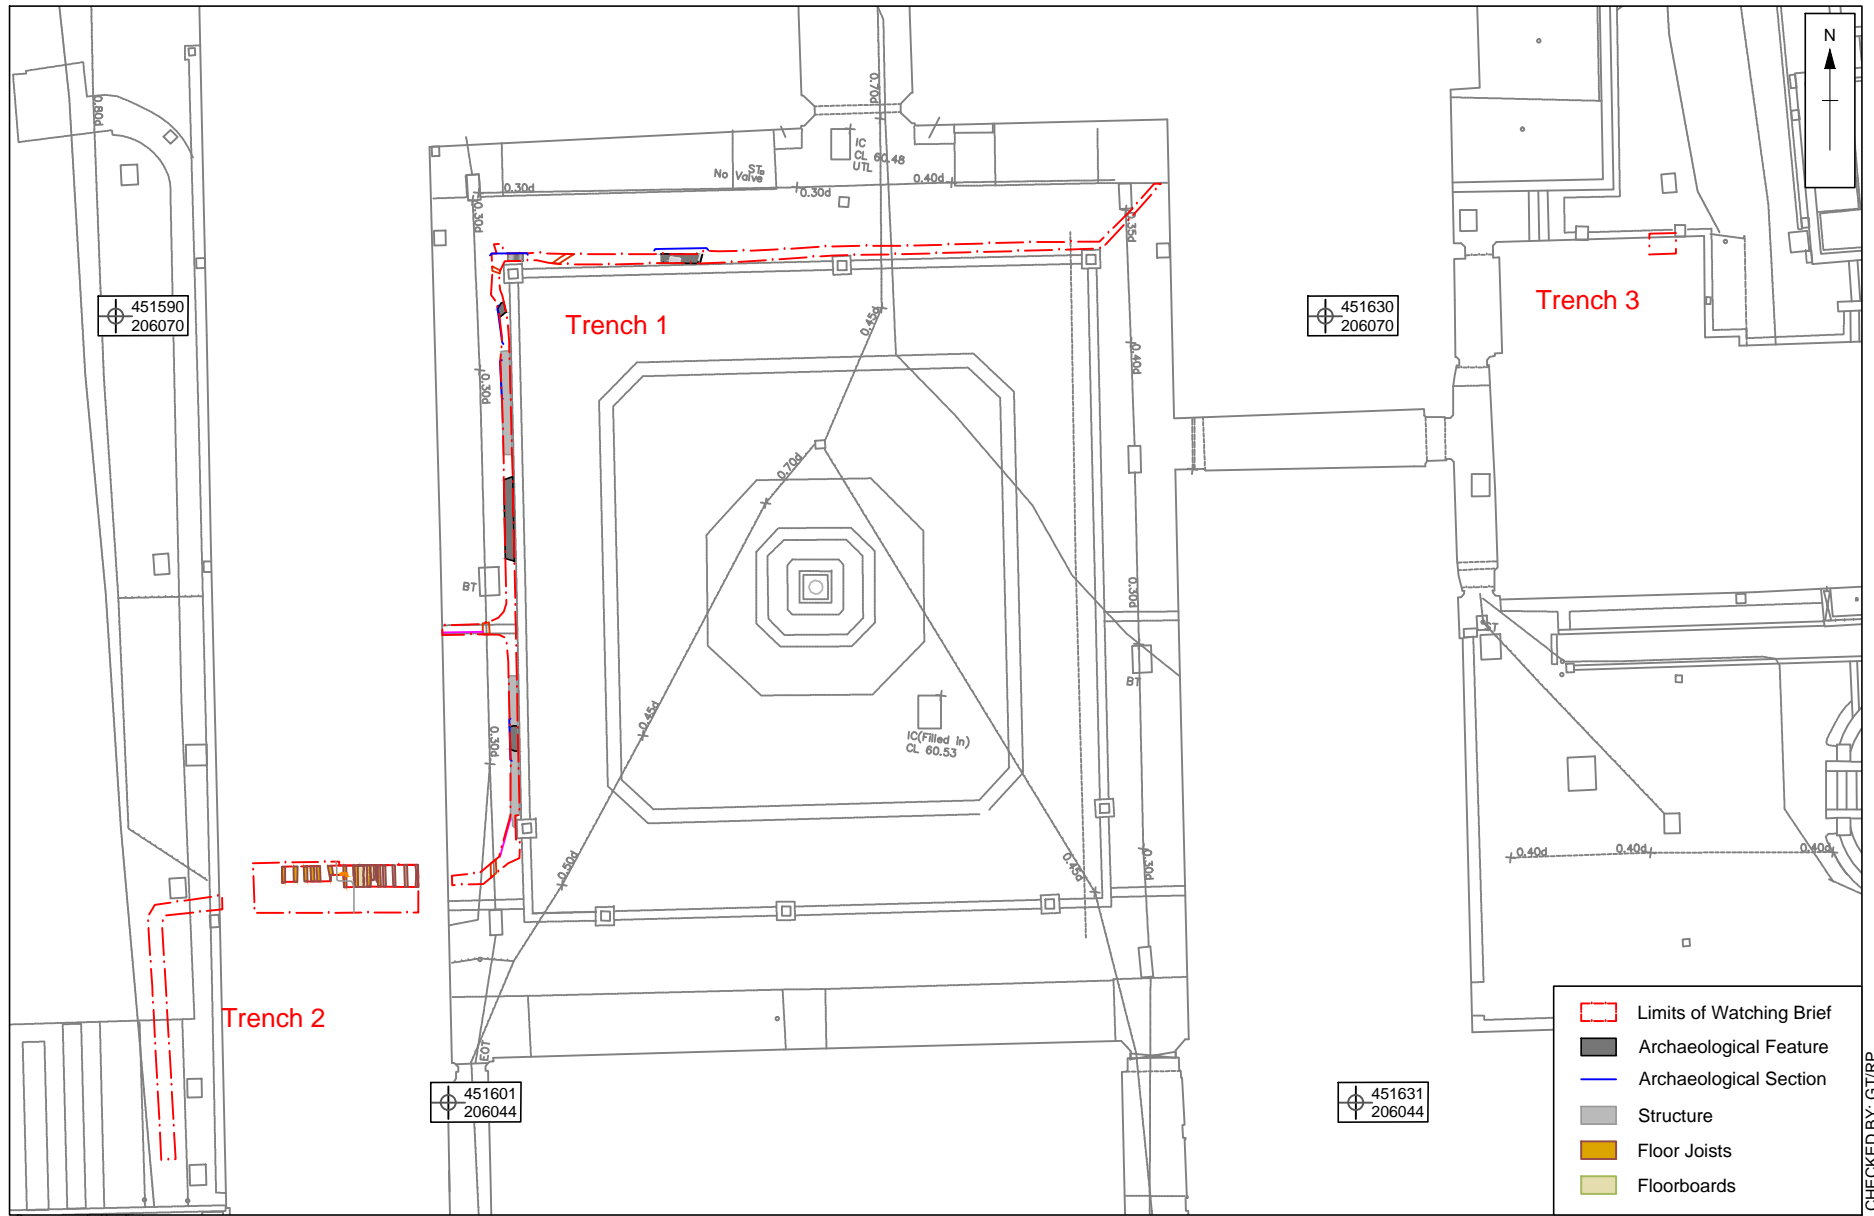 N
0.80d
0.70d
IC
CL 60.48
UTL
ST
No Valve
0.30d
0.30d
0.40d
0.30d
0.35d
451590
206070
Trench 1
0.45d
451630
206070
Trench 3
0.30d
0.40d
0.70d
BT
0.30d
BT
0.45d
0.30d
IC(Filled in)
CL 60.53
0.50d
0.45d
0.30d
0.40d
0.40d
0.40d
Trench 2
EOT
451601
206044
451631
206044
Limits of Watching Brief
Archaeological Feature
Archaeological Section
Structure
Floor Joists
Floorboards
CHECKED BY: GT/RP